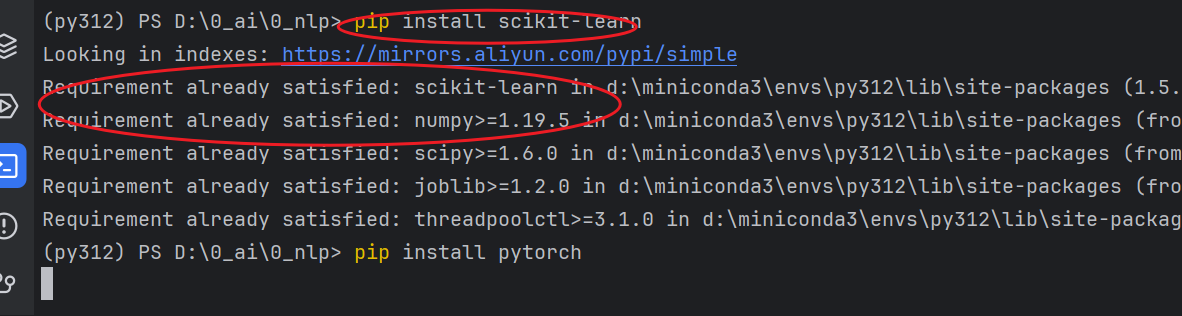 (py312) PS D:\0_ai\0_nlp> pip install scikit-learn
Looking in indexes: https://mirrors.aliyun.com/pypi/simple
Requirement already satisfied: scikit-learn in d:\miniconda3\envs\py312\lib\site-packages (1.5.
Requirement already satisfied: numpy>=1.19.5 in d:\miniconda3\envs\py312\lib\site-packages (fro
Requirement already satisfied: scipy>=1.6.0 in d:\miniconda3\envs\py312\lib\site-packages (from
Requirement already satisfied: joblib>=1.2.0 in d:\miniconda3\envs\py312\lib\site-packages (fro
Requirement already satisfied: threadpoolctl>=3.1.0 in d:\miniconda3\envs\py312\lib\site-packag
(py312) PS D:\0_ai\0_nlp> pip install pytorch